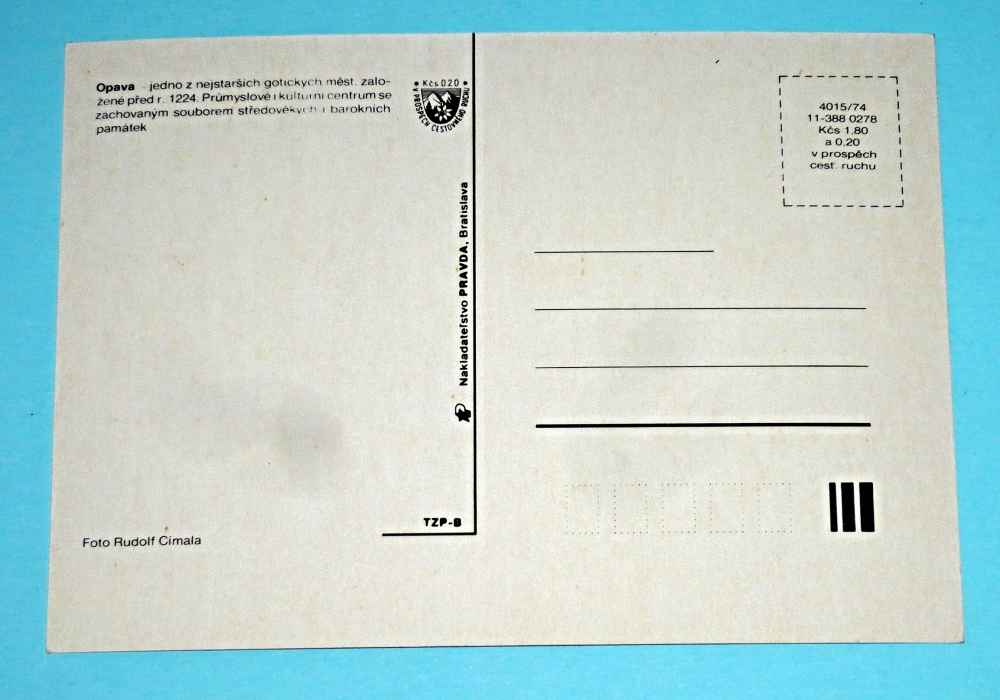 Opava - jedno z nejstarších gotických měst, zalo-
žené před r. 1224. Průmyslové i kulturní centrum se
zachovaným souborem středověkých i barokních
památek
• Kčs 0.20 •
V PROSPĚCH CESTOVNÉHO RUCHU
Nakladateľstvo PRAVDA, Bratislava
TZP-B
Foto Rudolf Címala
4015/74
11-388 0278
Kčs 1,80
a 0,20
v prospěch
cest. ruchu